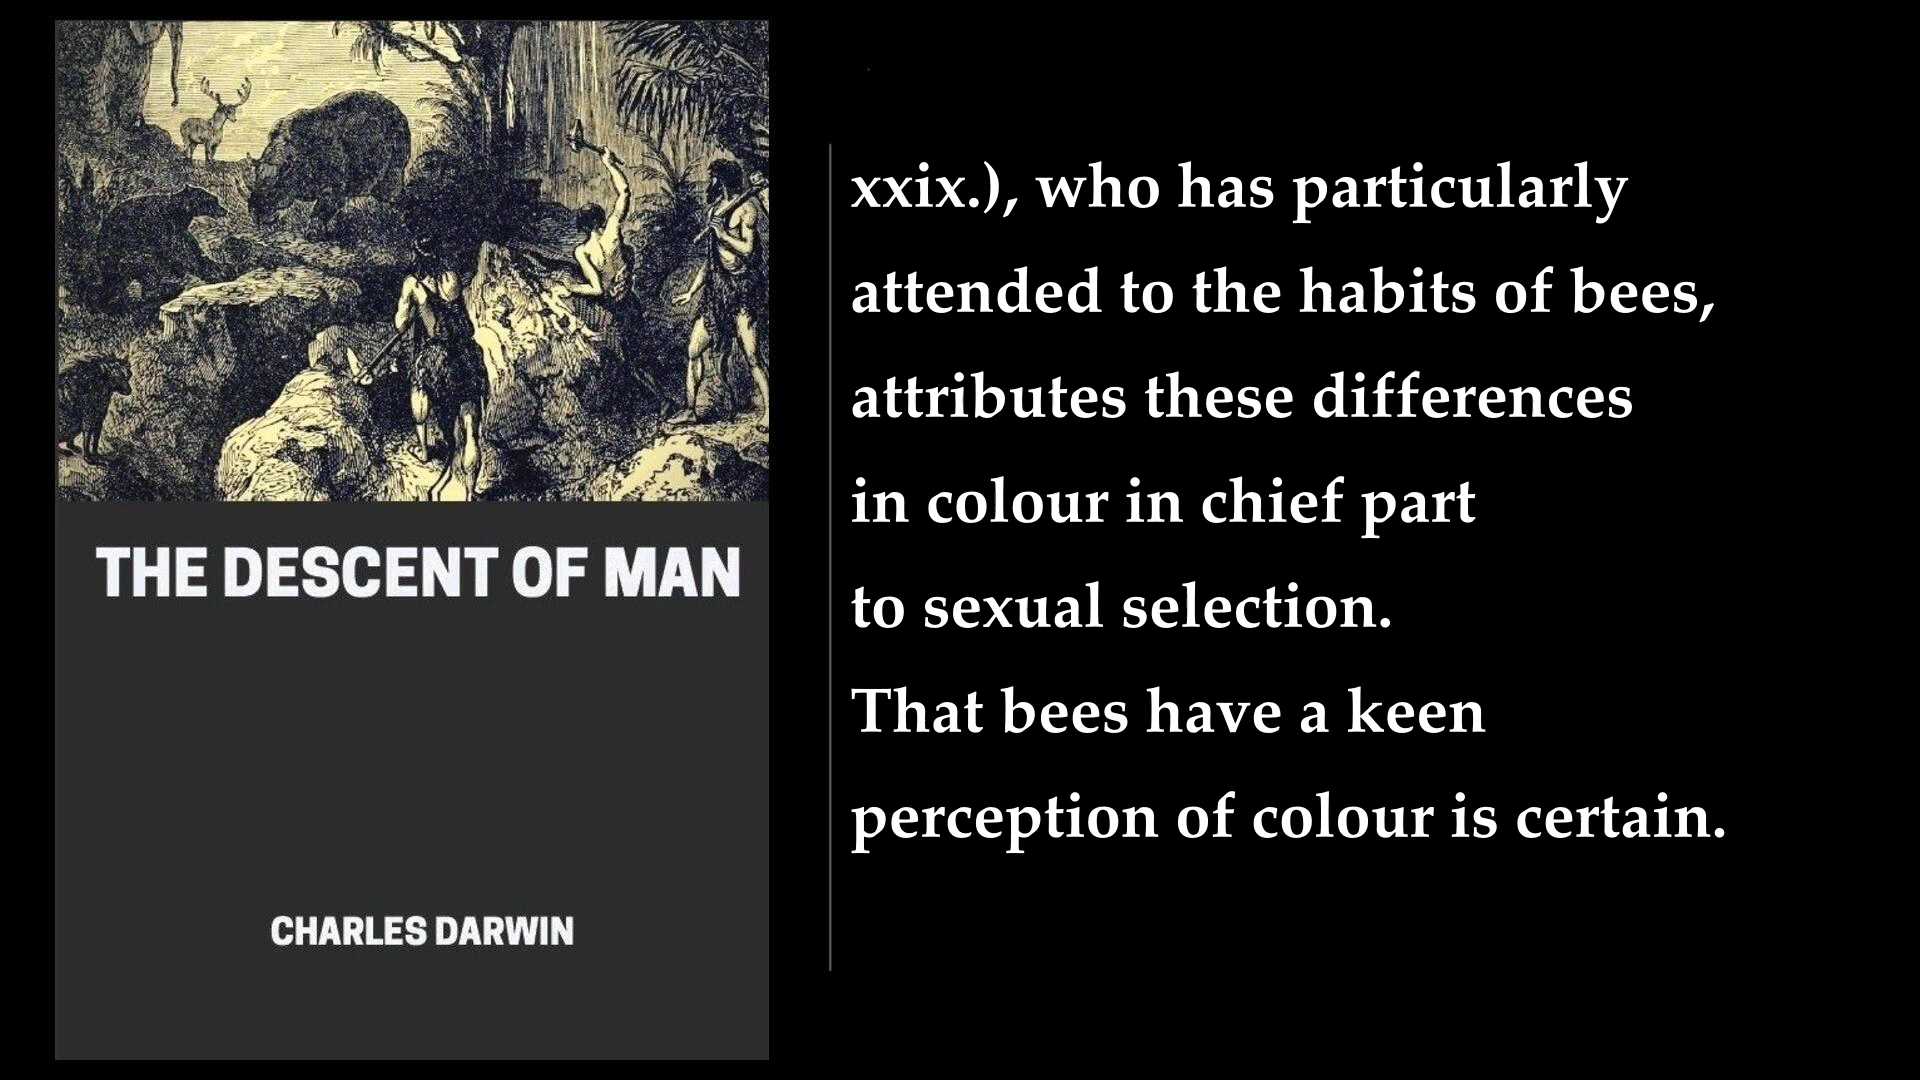 THE DESCENT OF MAN
CHARLES DARWIN
xxix.), who has particularly
attended to the habits of bees,
attributes these differences
in colour in chief part
to sexual selection.
That bees have a keen
perception of colour is certain.